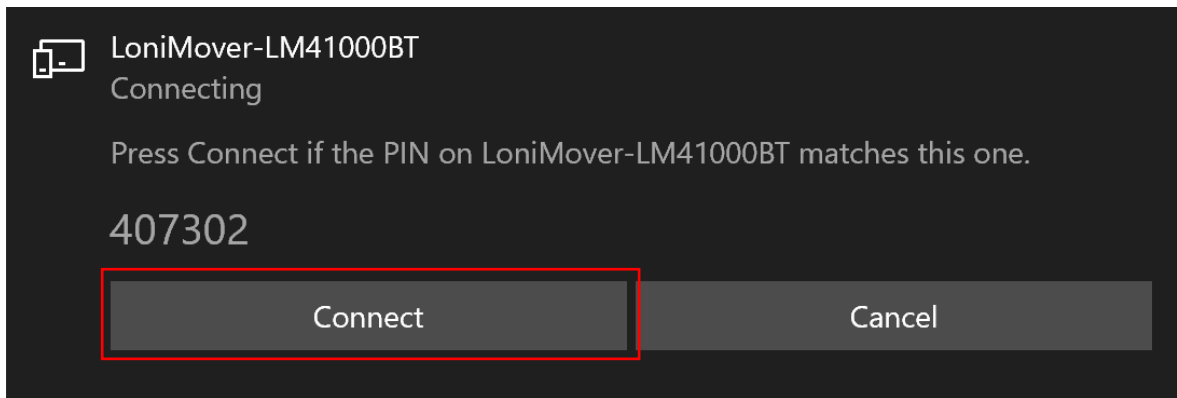 LoniMover-LM41000BT
Connecting
Press Connect if the PIN on LoniMover-LM41000BT matches this one.
407302
Connect Cancel